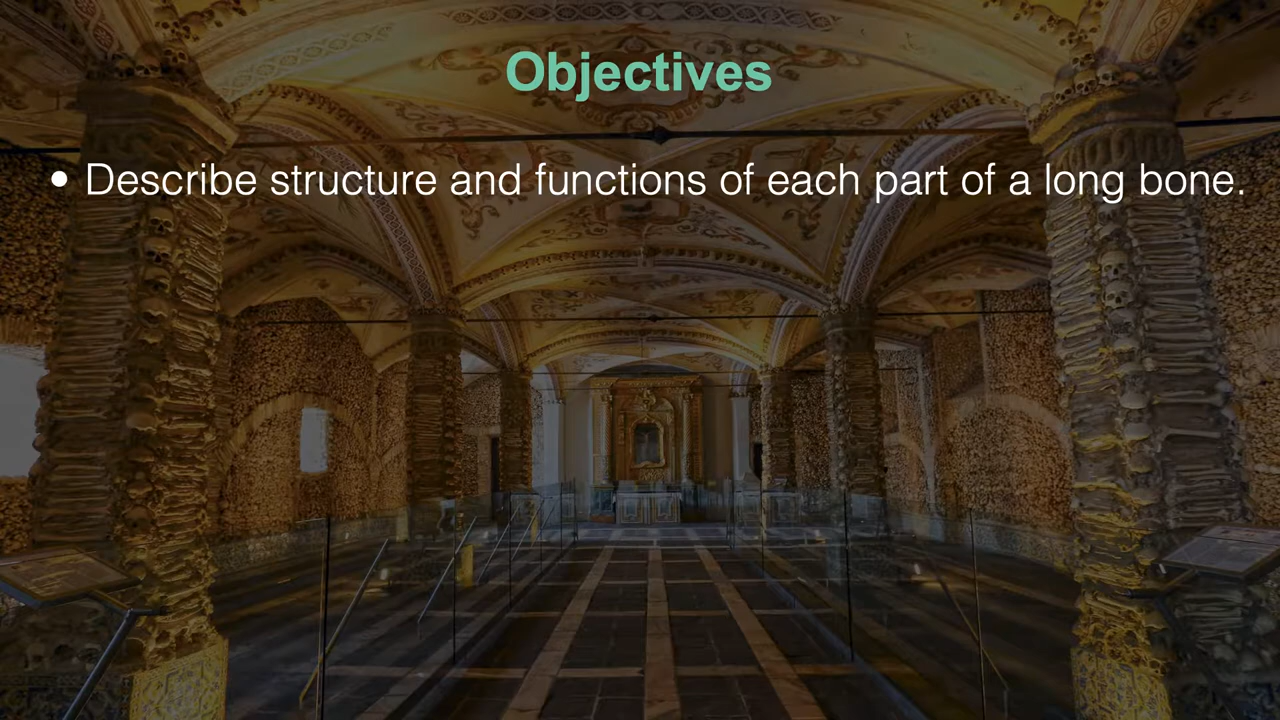 Objectives
• Describe structure and functions of each part of a long bone.